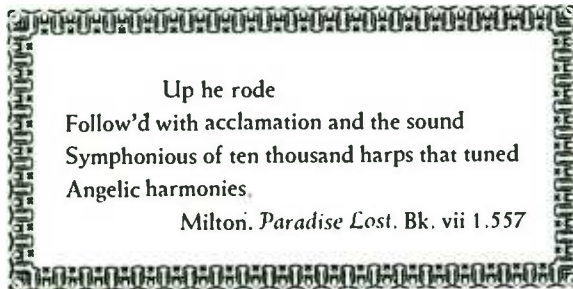 Up he rode
Follow'd with acclamation and the sound
Symphonious of ten thousand harps that tuned
Angelic harmonies.
Milton. Paradise Lost. Bk. vii 1.557